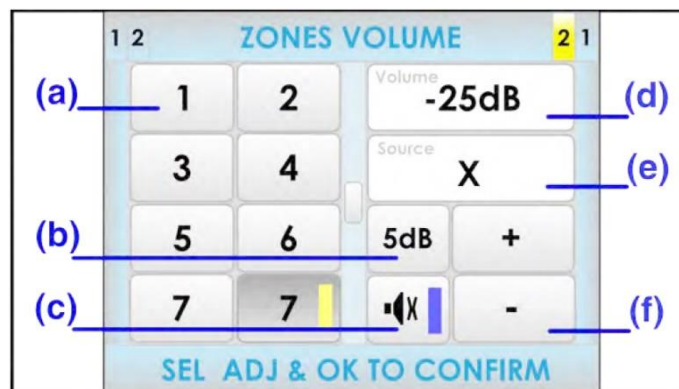 1 2 ZONES VOLUME 2 1
(a) 1 2 Volume -25dB (d)
3 4 Source X (e)
(b) 5 6 5dB +
(c) 7 7 X - (f)
SEL ADJ & OK TO CONFIRM